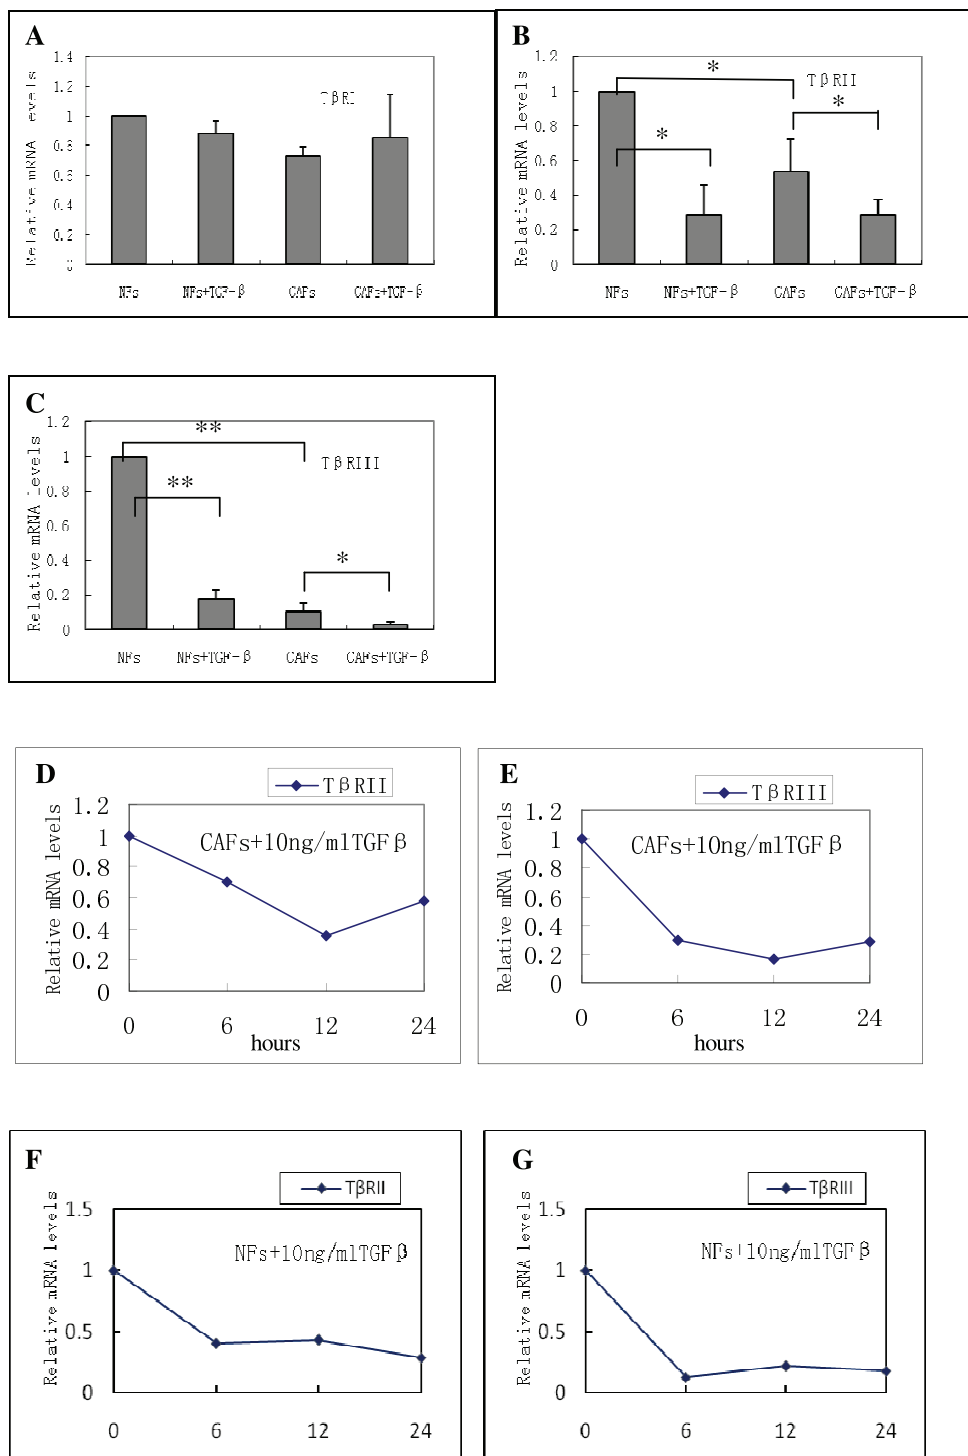 A
Relative mRNA levels
1.4
1.2
1
0.8
0.6
0.4
0.2
0
TβRI
NFs NFs+TGF-β CAFs CAFs+TGF-β
B
Relative mRNA levels
1.2
1
0.8
0.6
0.4
0.2
0
TβRII
*
*
*
NFs NFs+TGF-β CAFs CAFs+TGF-β
C
Relative mRNA levels
1.2
1
0.8
0.6
0.4
0.2
0
**
TβRIII
**
*
NFs NFs+TGF-β CAFs CAFs+TGF-β
D
TβRII
Relative mRNA levels
1.2
1
0.8
0.6
0.4
0.2
0
CAFs+10ng/mlTGFβ
0 6 12 24
hours
E
TβRIII
Relative mRNA levels
1.2
1
0.8
0.6
0.4
0.2
0
CAFs+10ng/mlTGFβ
0 6 12 24
hours
F
TβRII
Relative mRNA levels
1.5
1
0.5
0
NFs+10ng/mlTGFβ
0 6 12 24
G
TβRIII
Relative mRNA levels
1.5
1
0.5
0
NFs+10ng/mlTGFβ
0 6 12 24